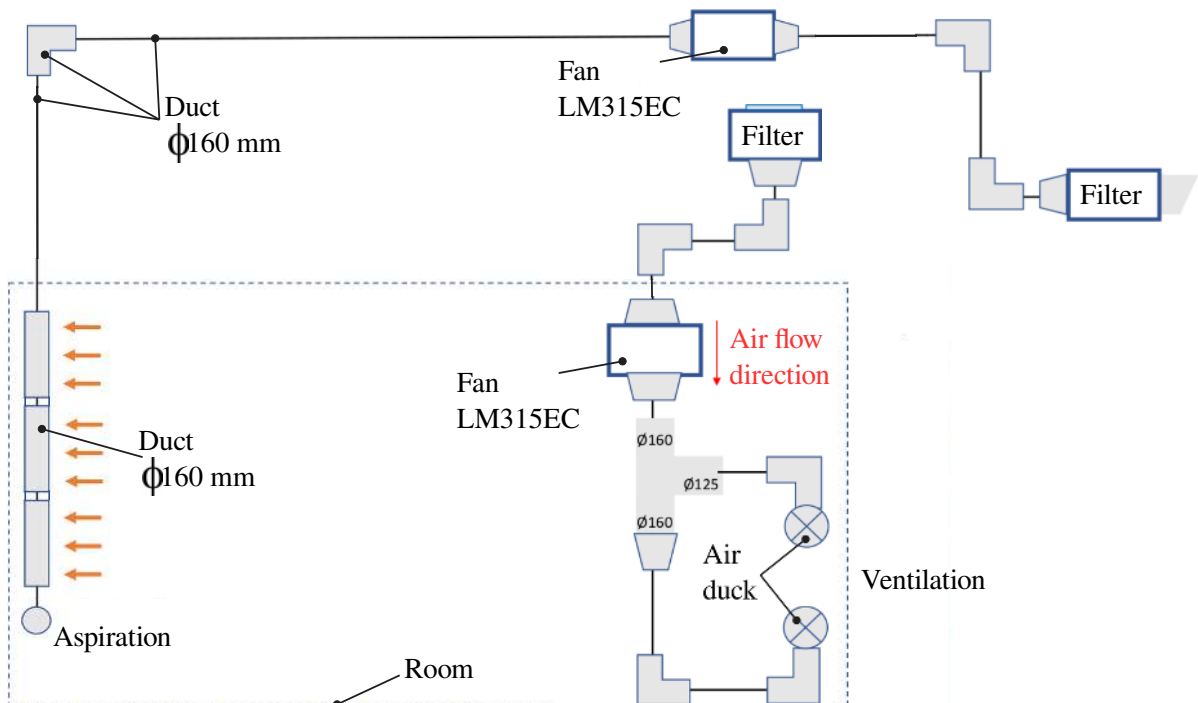 Fan
LM315EC
Duct
ϕ160 mm
Filter
Filter
Air flow
direction
Fan
LM315EC
Ø160
Duct
ϕ160 mm
Ø125
Ø160
Air
duck
Ventilation
Aspiration
Room